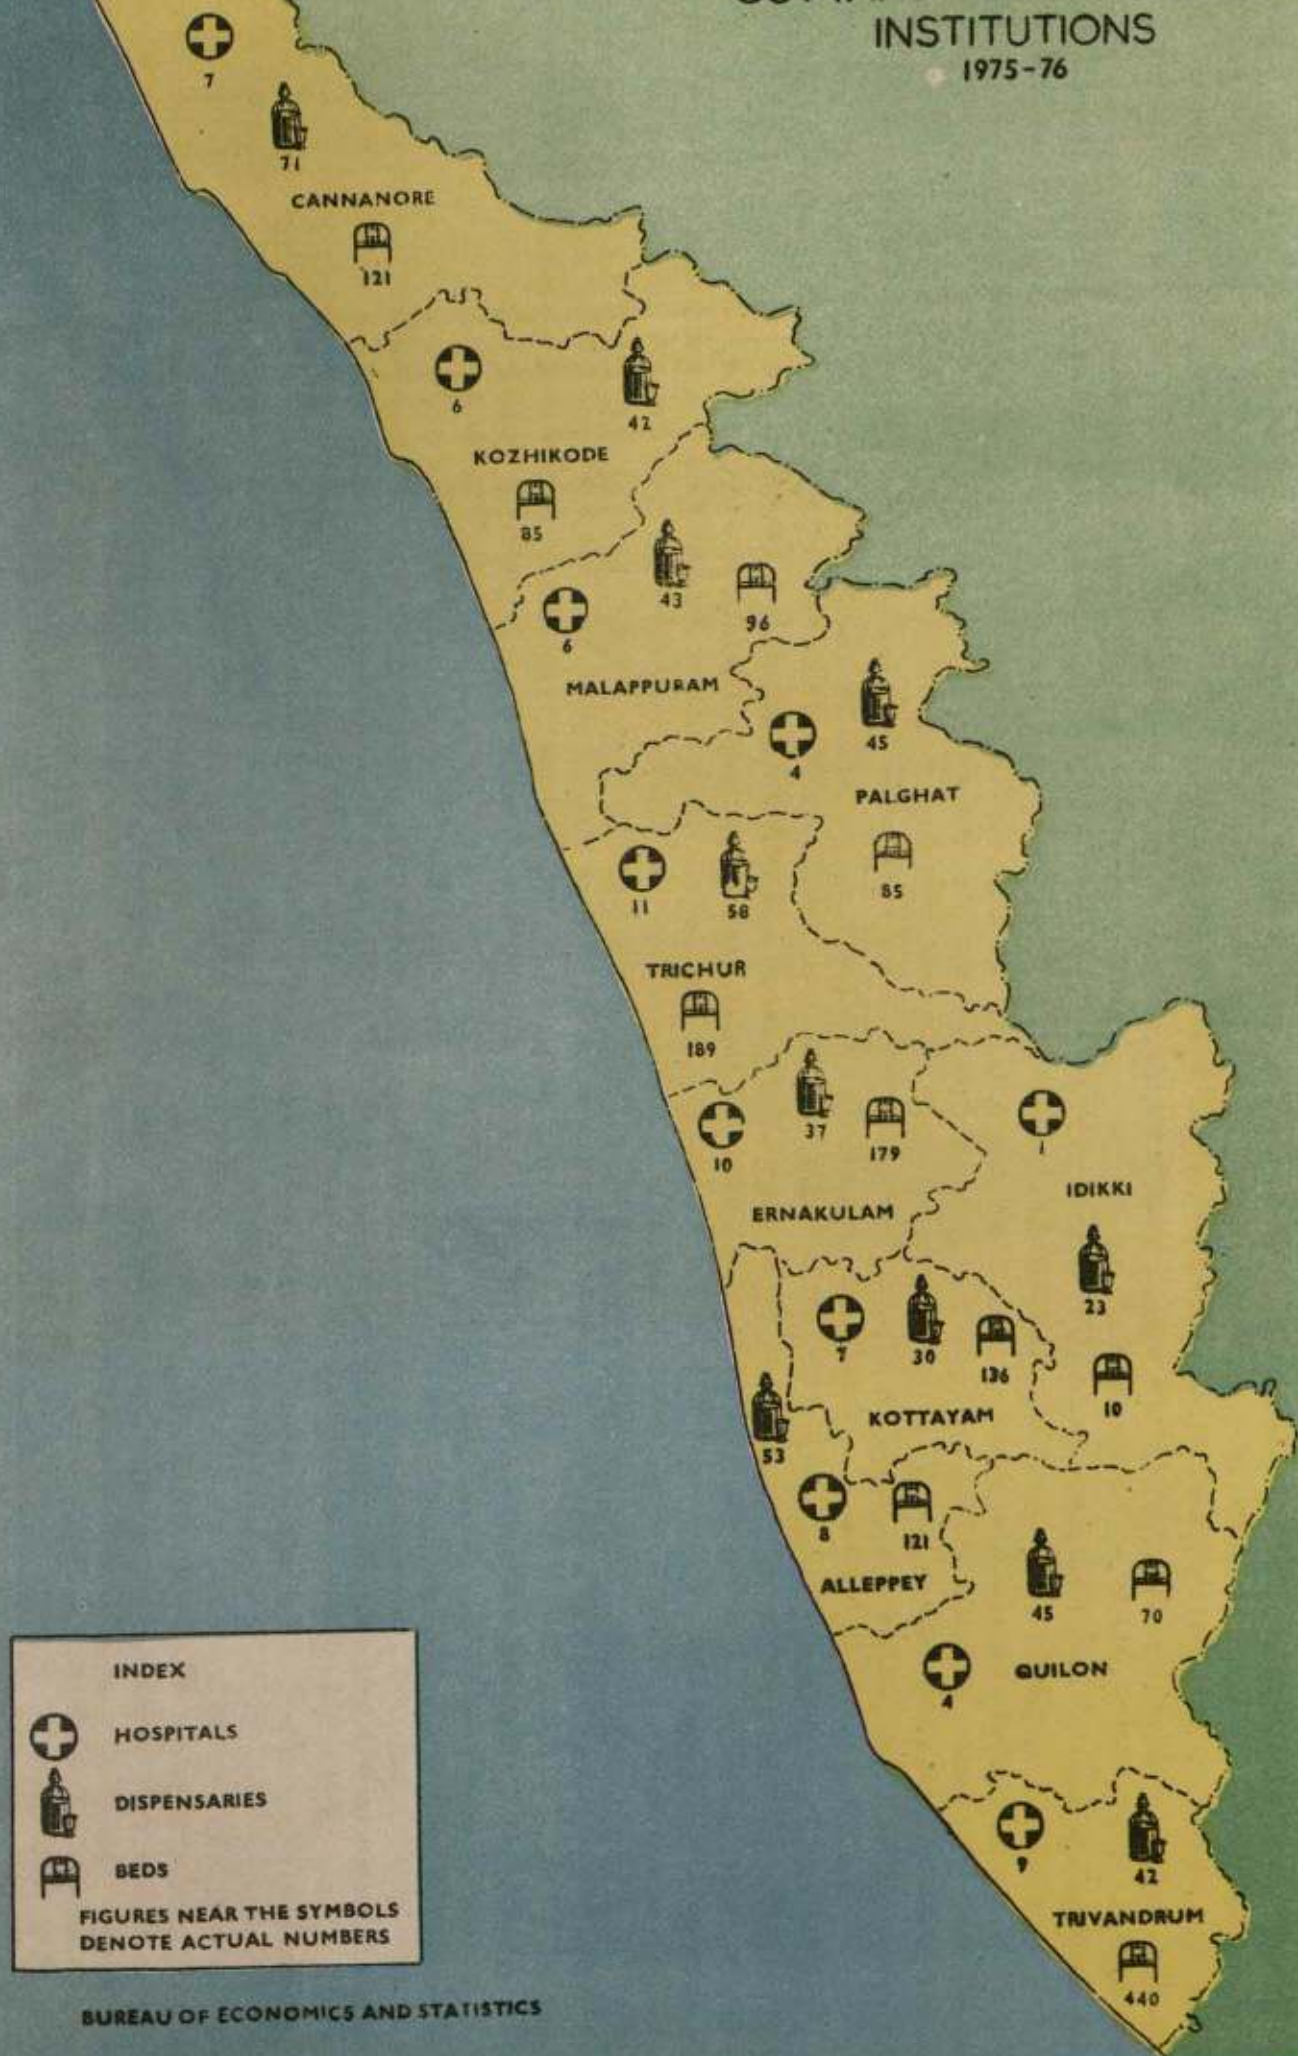 INSTITUTIONS
1975-76
7
71
CANNANORE
121
6
42
KOZHIKODE
85
43
96
6
MALAPPURAM
45
4
PALGHAT
85
11
58
TRICHUR
189
37
10
179
1
IDIKKI
ERNAKULAM
23
7
30
136
10
KOTTAYAM
53
8
121
ALLEPPEY
45
70
QUILON
4
9
42
TRIVANDRUM
440
INDEX
HOSPITALS
DISPENSARIES
BEDS
FIGURES NEAR THE SYMBOLS
DENOTE ACTUAL NUMBERS
BUREAU OF ECONOMICS AND STATISTICS